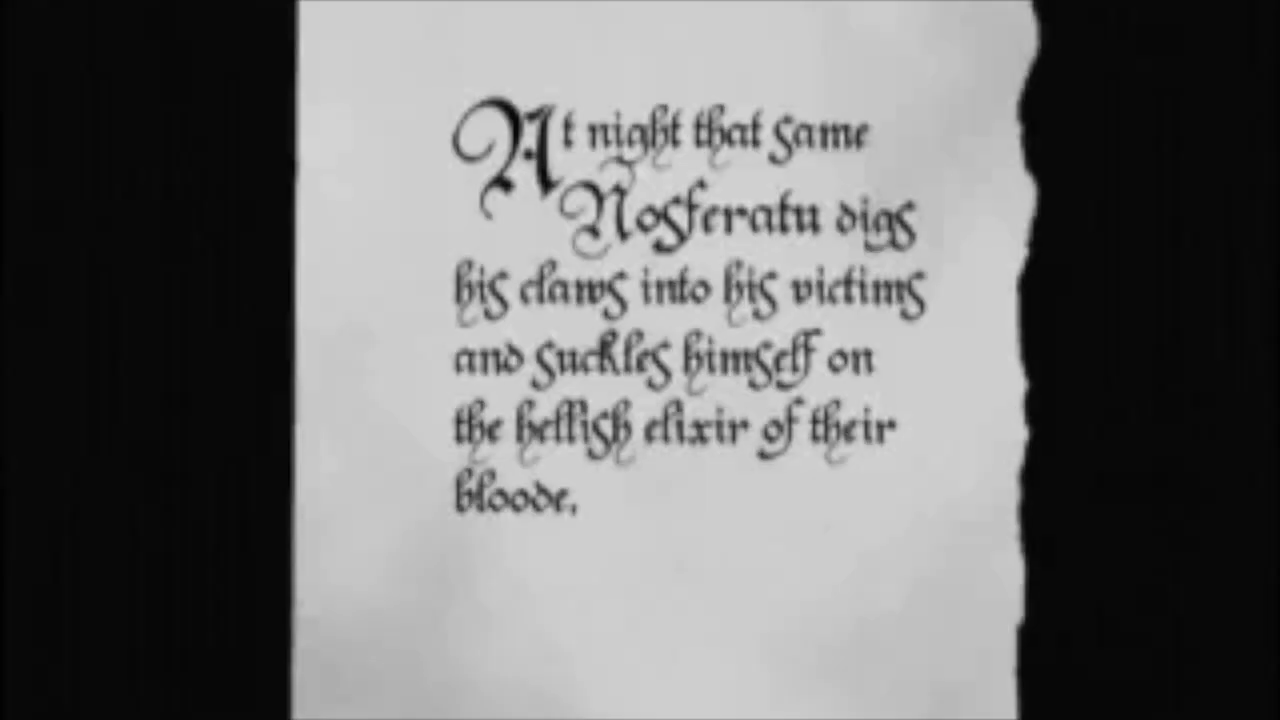 At night that same
Nosferatu digs
his claws into his victims
and suckles himself on
the hellish elixir of their
bloode.